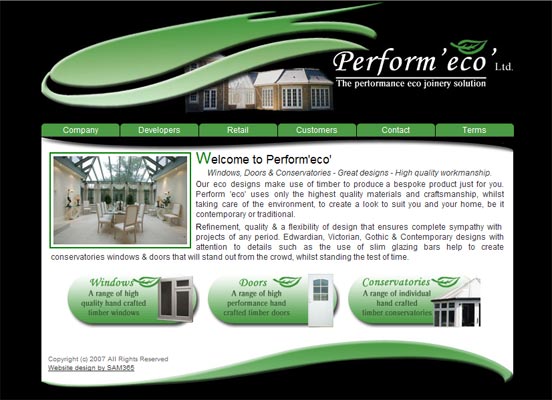 Perform 'eco' Ltd.
The performance eco joinery solution
Company Developers Retail Customers Contact Terms
Welcome to Perform'eco'
Windows, Doors & Conservatories - Great designs - High quality workmanship.
Our eco designs make use of timber to produce a bespoke product just for you.
Perform 'eco' uses only the highest quality materials and craftsmanship, whilst
taking care of the environment, to create a look to suit you and your home, be it
contemporary or traditional.
Refinement, quality & a flexibility of design that ensures complete sympathy with
projects of any period. Edwardian, Victorian, Gothic & Contemporary designs with
attention to details such as the use of slim glazing bars help to create
conservatories windows & doors that will stand out from the crowd, whilst standing the test of time.
Windows
A range of high
quality hand crafted
timber windows
Doors
A range of high
performance hand
crafted timber doors
Conservatories
A range of individual
hand crafted
timber conservatories
Copyright (c) 2007 All Rights Reserved
Website design by SAM365